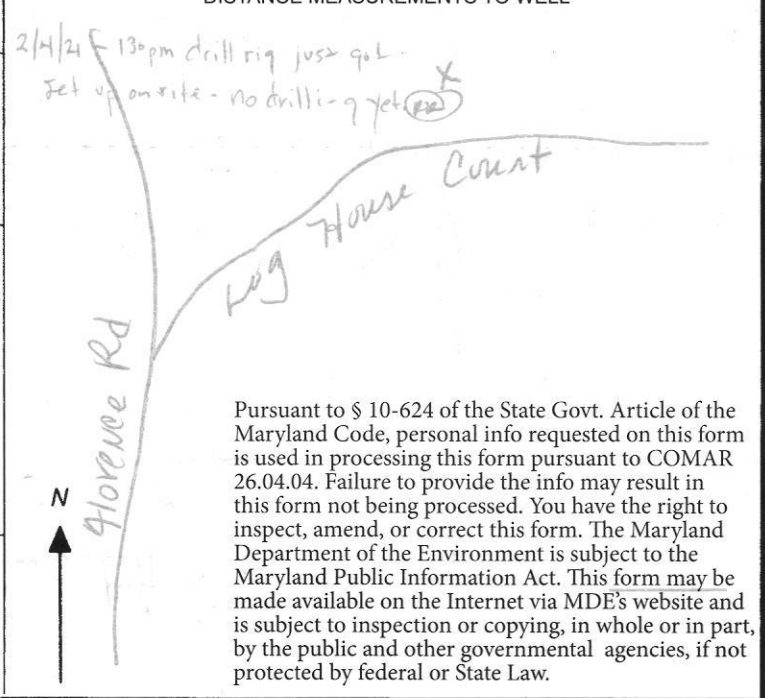 DISTANCE MEASUREMENTS TO WELL
2/4/21 130pm drill rig just got
set up on site - no drilling yet
X
Log House Court
Florence Rd
N
Pursuant to § 10-624 of the State Govt. Article of the
Maryland Code, personal info requested on this form
is used in processing this form pursuant to COMAR
26.04.04. Failure to provide the info may result in
this form not being processed. You have the right to
inspect, amend, or correct this form. The Maryland
Department of the Environment is subject to the
Maryland Public Information Act. This form may be
made available on the Internet via MDE's website and
is subject to inspection or copying, in whole or in part,
by the public and other governmental agencies, if not
protected by federal or State Law.